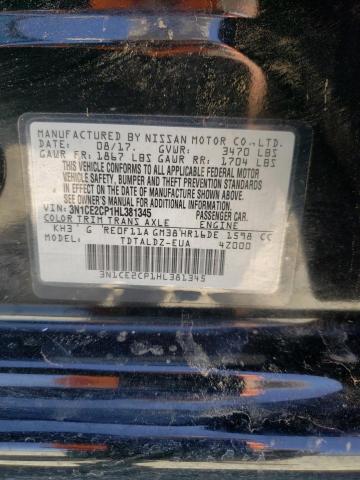 MANUFACTURED BY NISSAN MOTOR CO.,LTD.
DATE: 08/17. GVWR: 3470 LBS
GAWR FR: 1867 LBS GAWR RR: 1704 LBS
THIS VEHICLE CONFORMS TO ALL APPLICABLE FEDERAL MOTOR
VEHICLE SAFETY, BUMPER, AND THEFT PREVENTION STANDARDS
IN EFFECT ON THE DATE OF MANUFACTURE SHOWN ABOVE.
SEE OWNER'S MANUAL FOR ADDITIONAL INFORMATION.
VIN: 3N1CE2CP1HL381345 PASSENGER CAR.
COLOR TRIM TRANS AXLE ENGINE
KH3 G RE0F11A GM38 HR16DE 1598 CC
MODEL: TDTALDZ-EUA 4Z000
3N1CE2CP1HL381345